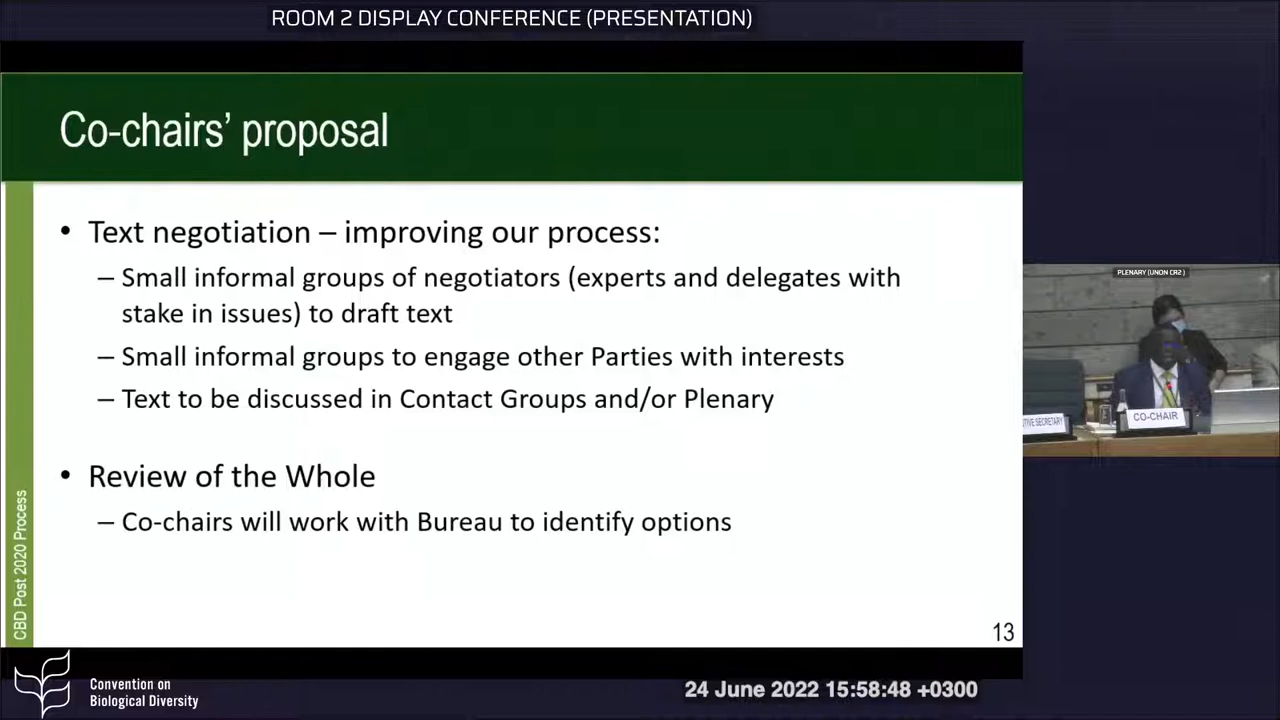 ROOM 2 DISPLAY CONFERENCE (PRESENTATION)
Co-chairs' proposal
• Text negotiation – improving our process:
– Small informal groups of negotiators (experts and delegates with
stake in issues) to draft text
– Small informal groups to engage other Parties with interests
– Text to be discussed in Contact Groups and/or Plenary
• Review of the Whole
– Co-chairs will work with Bureau to identify options
13
CBD Post 2020 Process
PLENARY (UNON CR2)
SECRETARY
CO-CHAIR
Convention on
Biological Diversity
24 June 2022 15:58:48 +0300